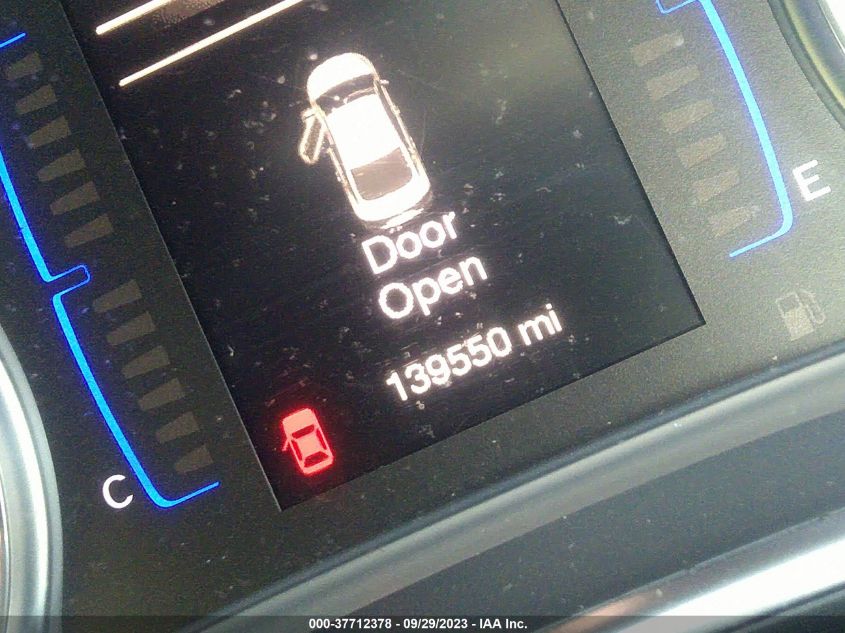 E
Door
Open
139550 mi
C
000-37712378 - 09/29/2023 - IAA Inc.